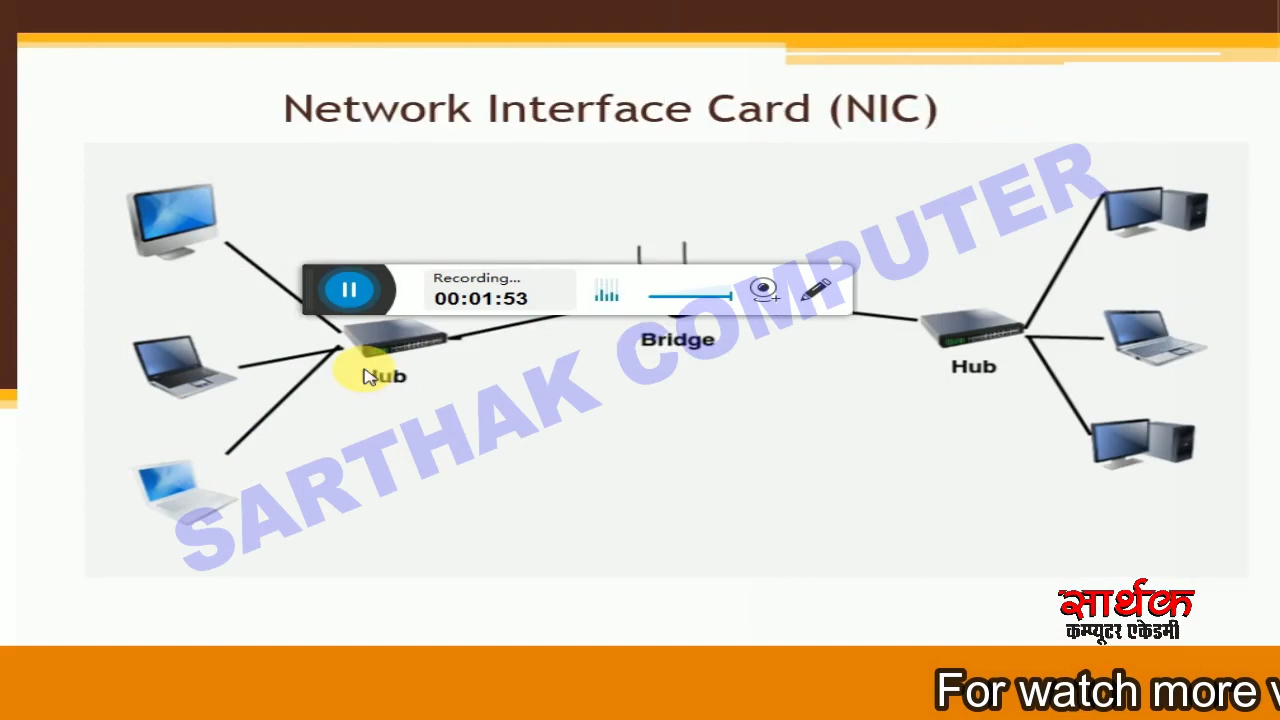 Network Interface Card (NIC)
Recording...
00:01:53
Bridge
Hub
Hub
SARTHAK COMPUTER
सार्थक
कम्प्यूटर एकेडमी
For watch more v